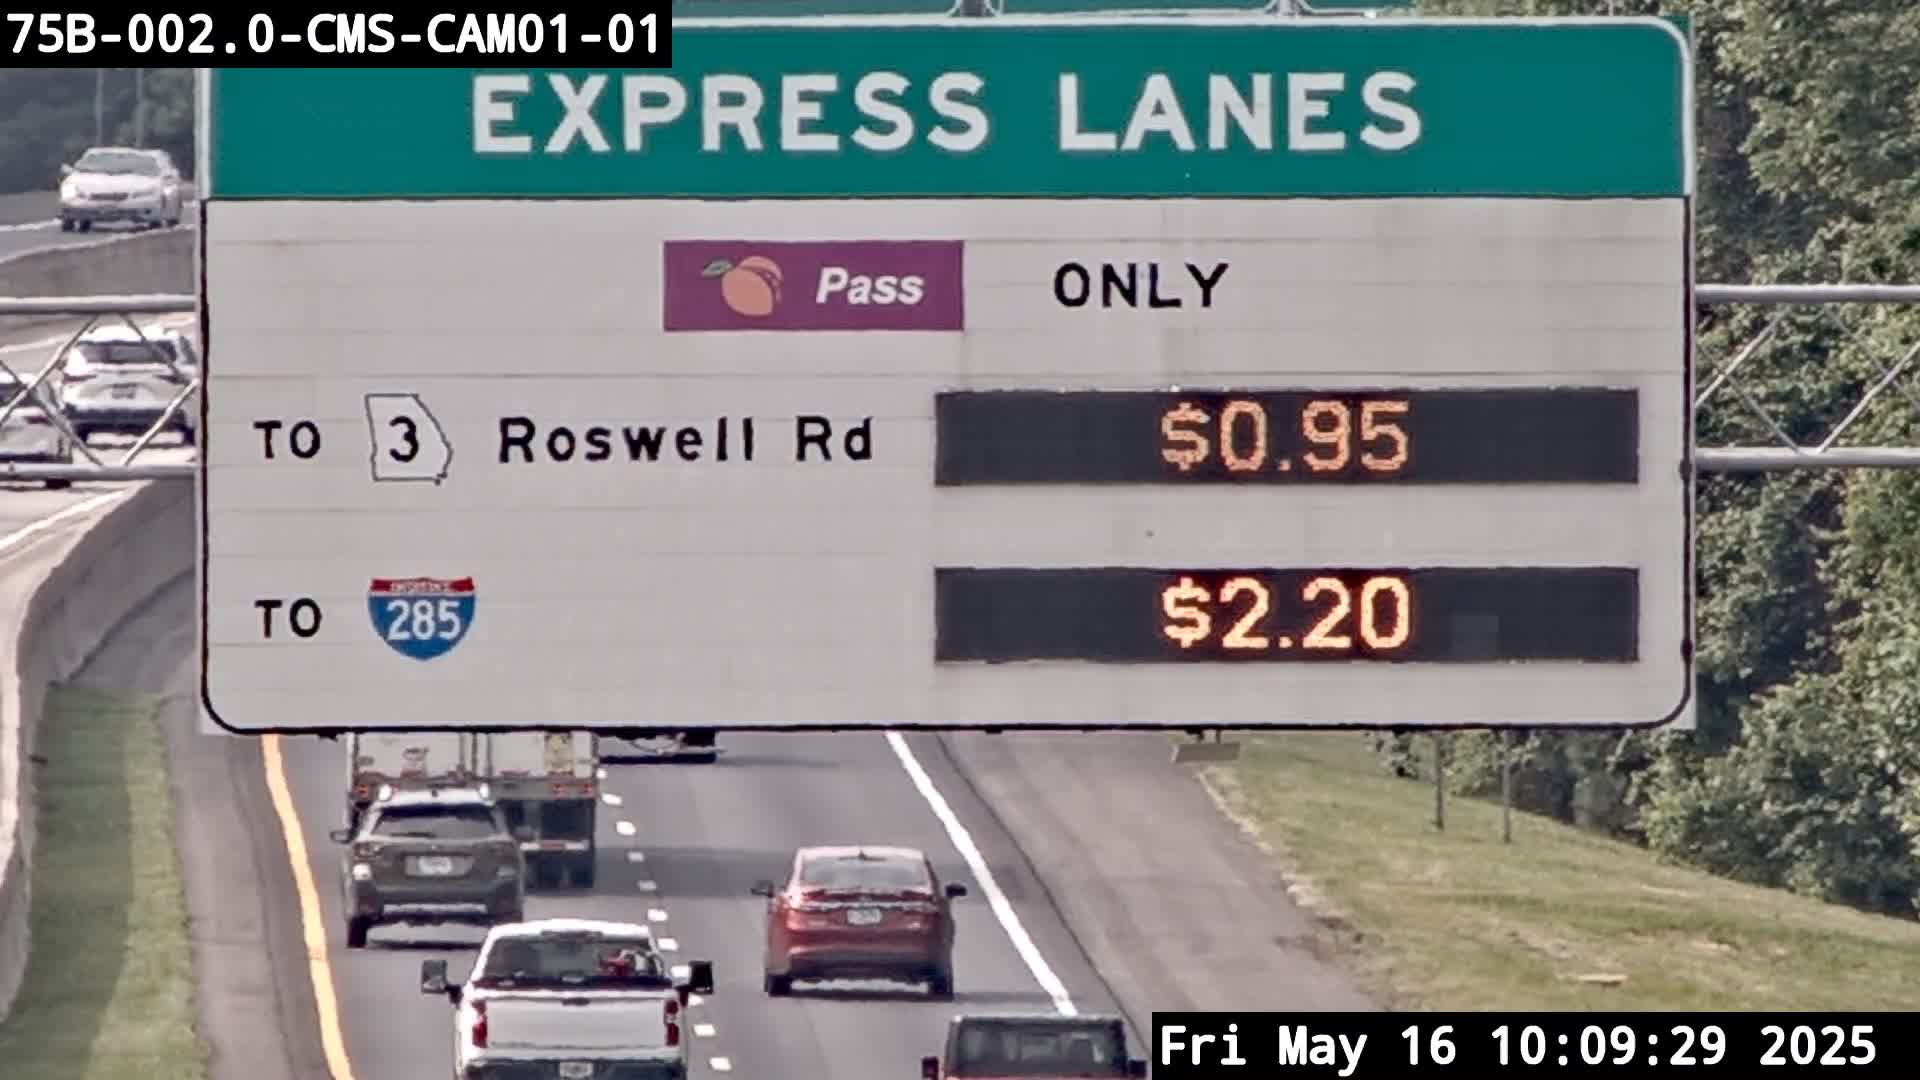 75B-002.0-CMS-CAM01-01
EXPRESS LANES
Pass ONLY
TO 3 Roswell Rd $0.95
TO INTERSTATE 285 $2.20
Fri May 16 10:09:29 2025